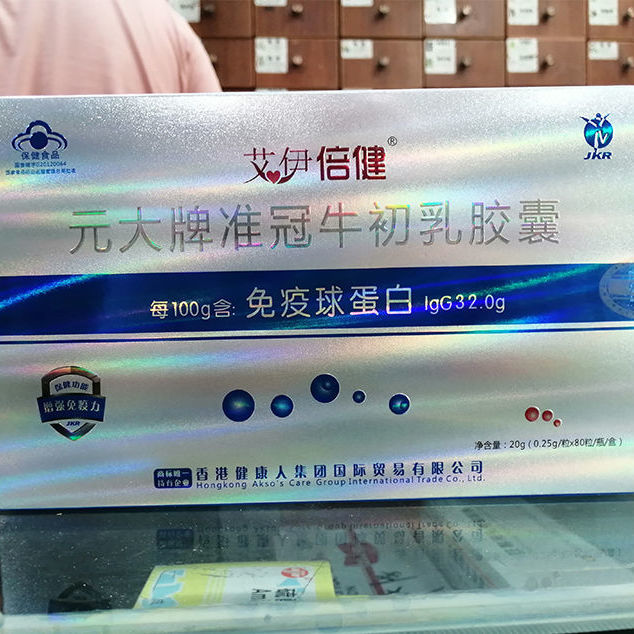 保健食品
艾伊倍健®
JKR
元大牌准冠牛初乳胶囊
每100g含: 免疫球蛋白 IgG32.0g
保健功能
增强免疫力
JKR
净含量：20g（0.25g/粒x80粒/瓶/盒）
商标唯一
持有企业
香港健康人集团国际贸易有限公司
Hongkong Akso's Care Group International Trade Co., Ltd.